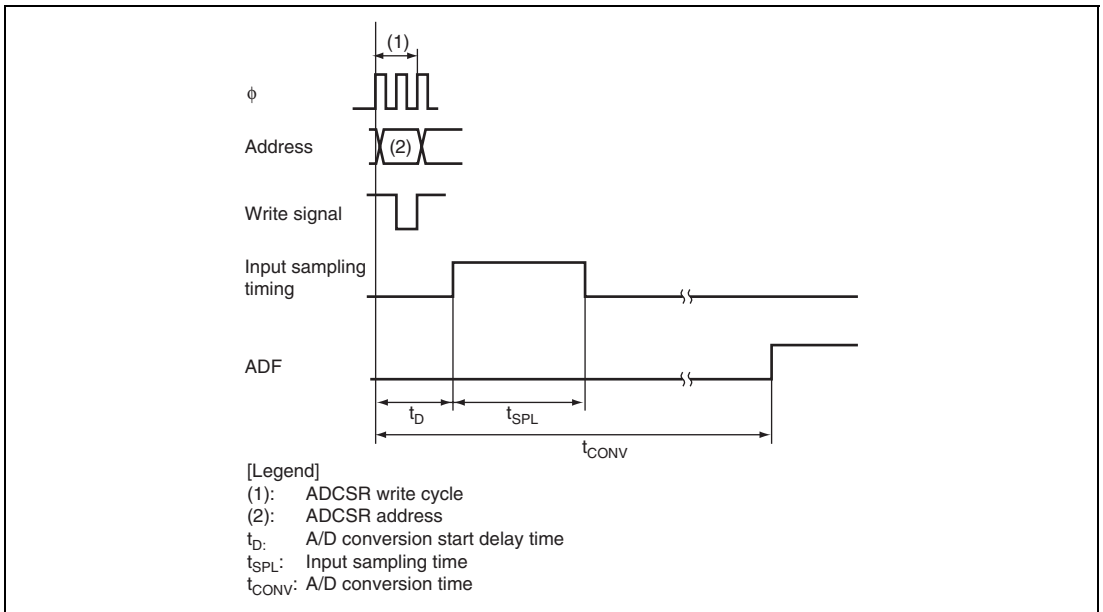 (1)
ϕ
Address
(2)
Write signal
Input sampling
timing
ADF
tD
tSPL
tCONV
[Legend]
(1): ADCSR write cycle
(2): ADCSR address
tD: A/D conversion start delay time
tSPL: Input sampling time
tCONV: A/D conversion time